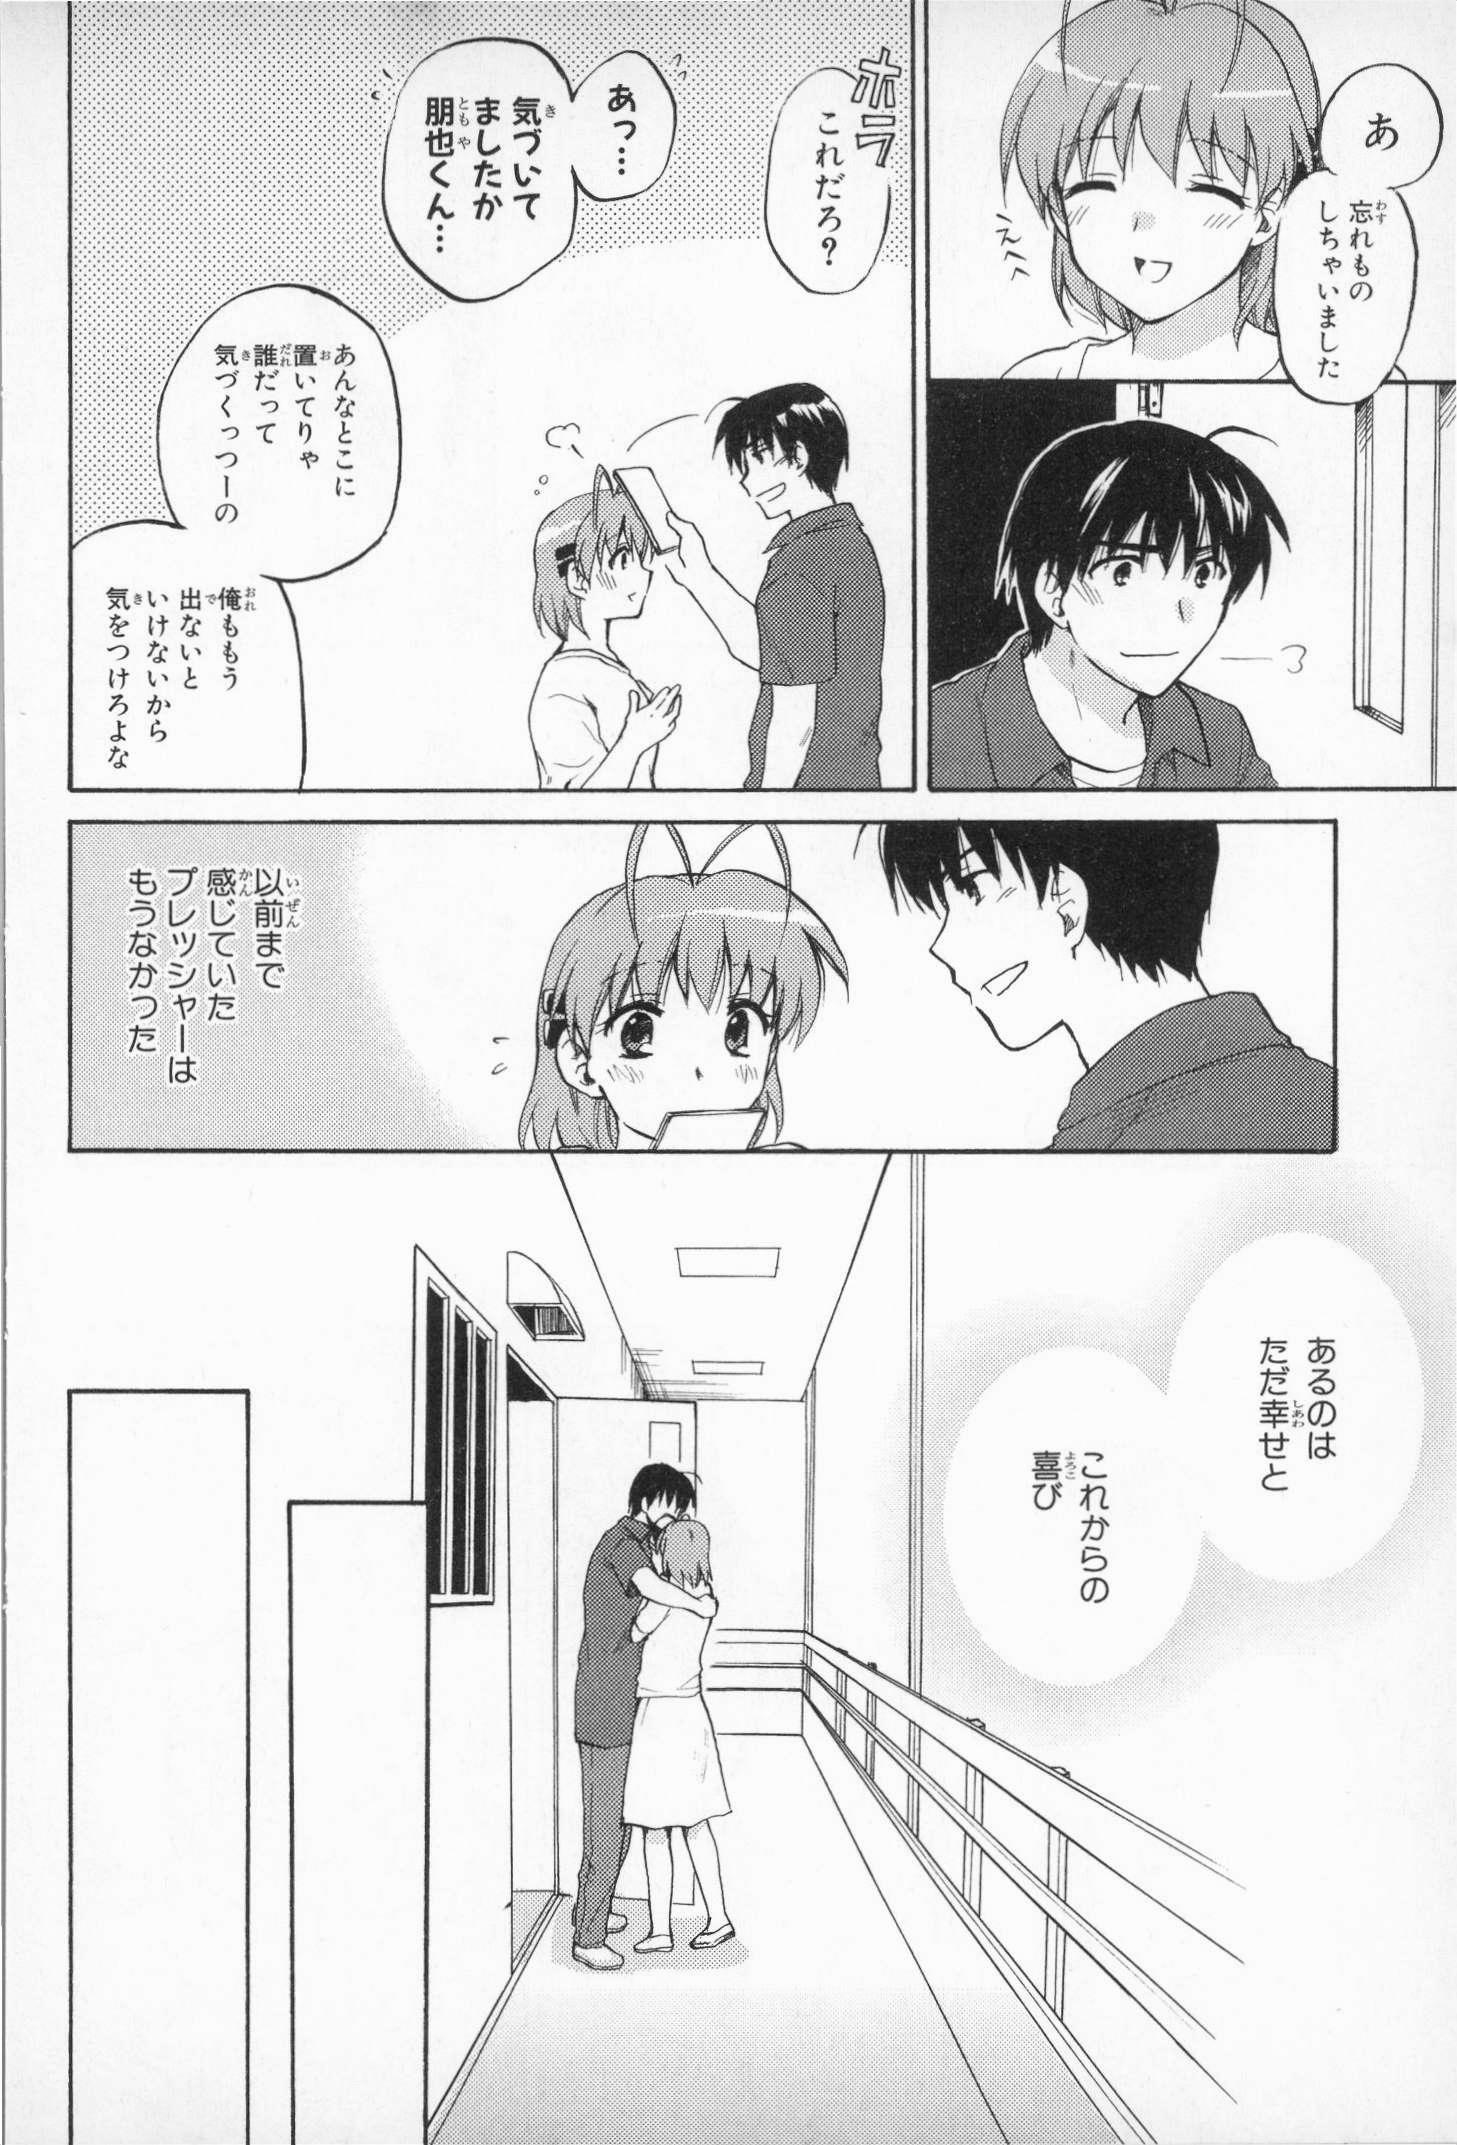 あ
忘れもの
しちゃいました
えへへ
ホラ
これだろ？
あっ…
気づいて
ましたか
朋也くん…
あんなとこに
置いてりゃ
誰だって
気づくっつーの
俺ももう
出ないと
いけないから
気をつけろよな
以前まで
感じていた
プレッシャーは
もうなかった
あるのは
ただ幸せと
これからの
喜び